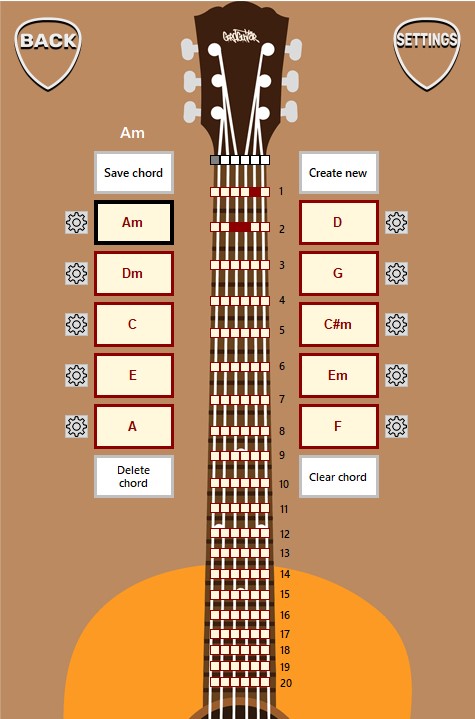 BACK
SETTINGS
Am
Save chord
Create new
Am
D
Dm
G
C
C#m
E
Em
A
F
Delete
chord
Clear chord
1
2
3
4
5
6
7
8
9
10
11
12
13
14
15
16
17
18
19
20